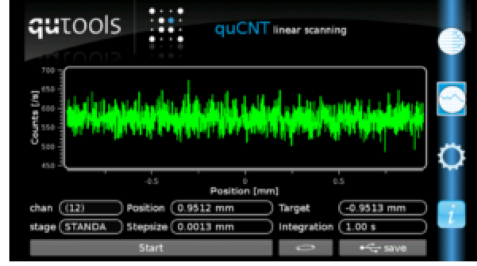 qutools
quCNT linear scanning
Counts [/s]
700
650
600
550
500
450
-0.5
0
0.5
Position [mm]
chan (12) Position 0.9512 mm Target -0.9513 mm
stage STANDA Stepsize 0.0013 mm Integration 1.00 s
Start save
i